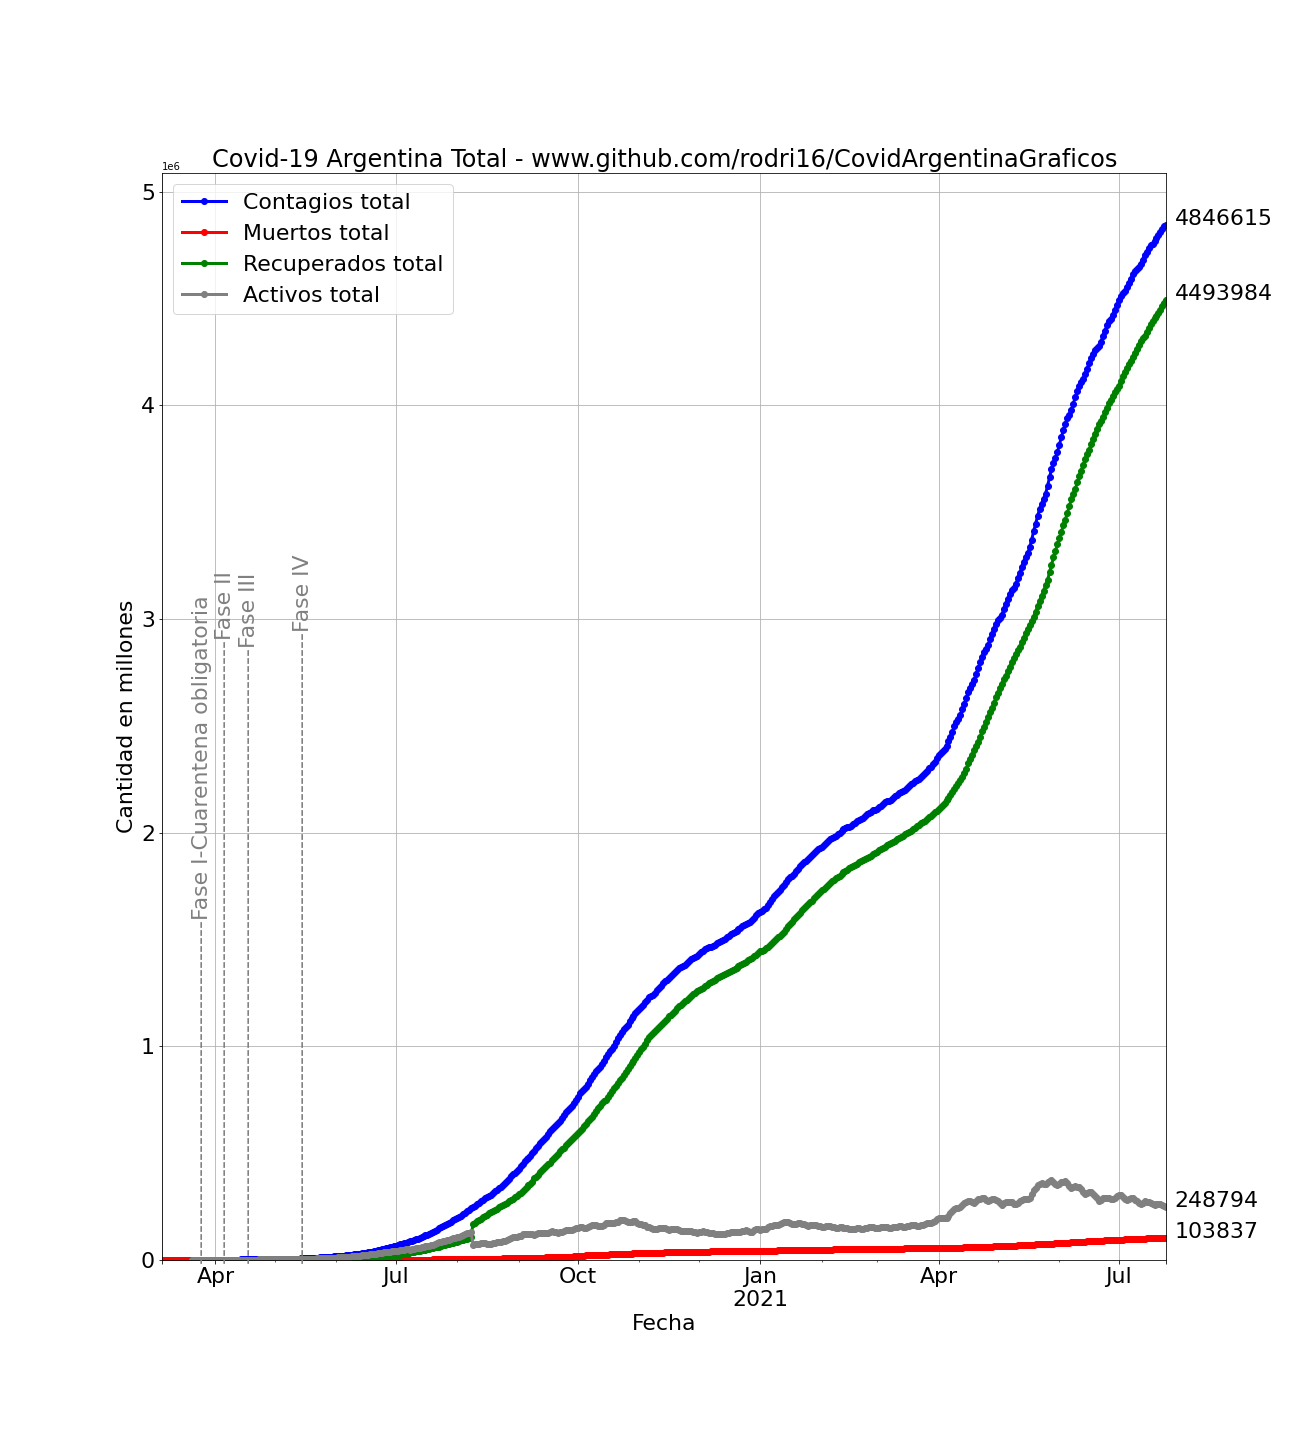 Covid-19 Argentina Total - www.github.com/rodri16/CovidArgentinaGraficos
1e6
Contagios total
Muertos total
Recuperados total
Activos total
5
4
3
2
1
0
Cantidad en millones
Fase I-Cuarentena obligatoria
Fase II
Fase III
Fase IV
4846615
4493984
248794
103837
Apr
Jul
Oct
Jan
2021
Apr
Jul
Fecha